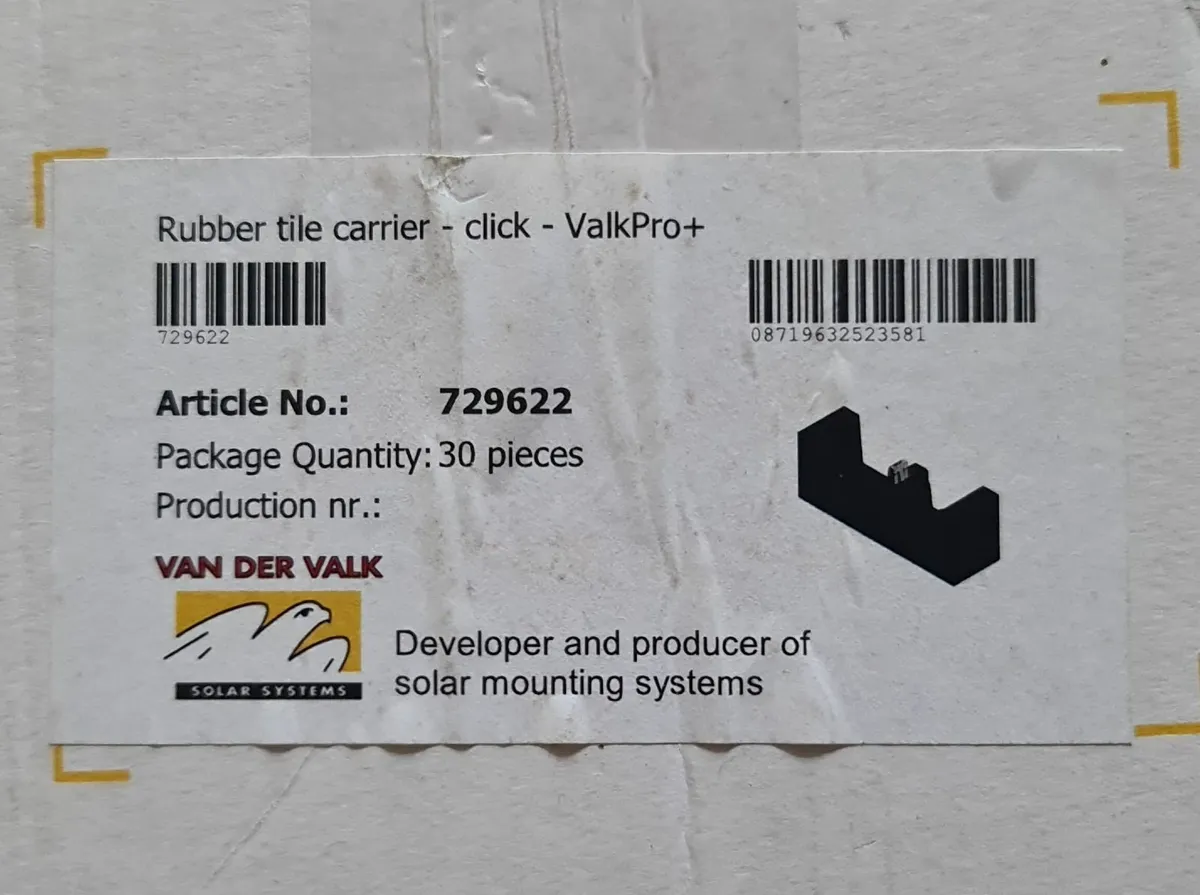 Rubber tile carrier - click - ValkPro+
729622
08719632523581
Article No.: 729622
Package Quantity: 30 pieces
Production nr.:
VAN DER VALK
SOLAR SYSTEMS
Developer and producer of
solar mounting systems